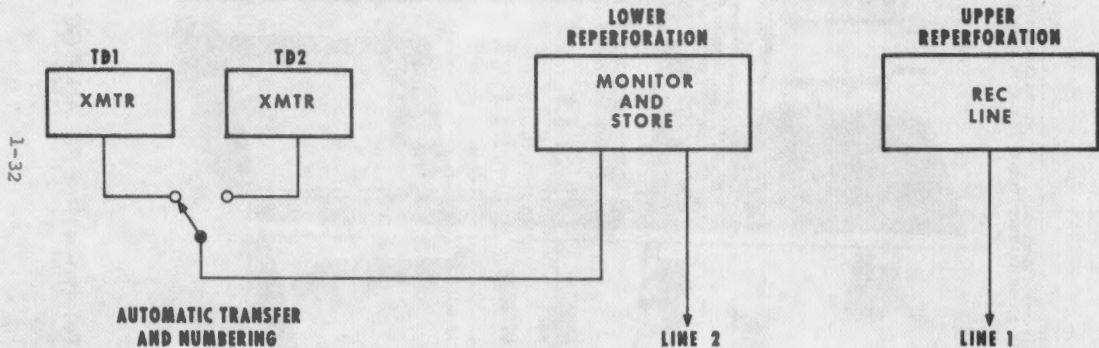 LOWER
REPERFORATION
UPPER
REPERFORATION
TD1
TD2
XMTR
XMTR
MONITOR
AND
STORE
REC
LINE
1-32
AUTOMATIC TRANSFER
AND NUMBERING
LINE 2
LINE 1